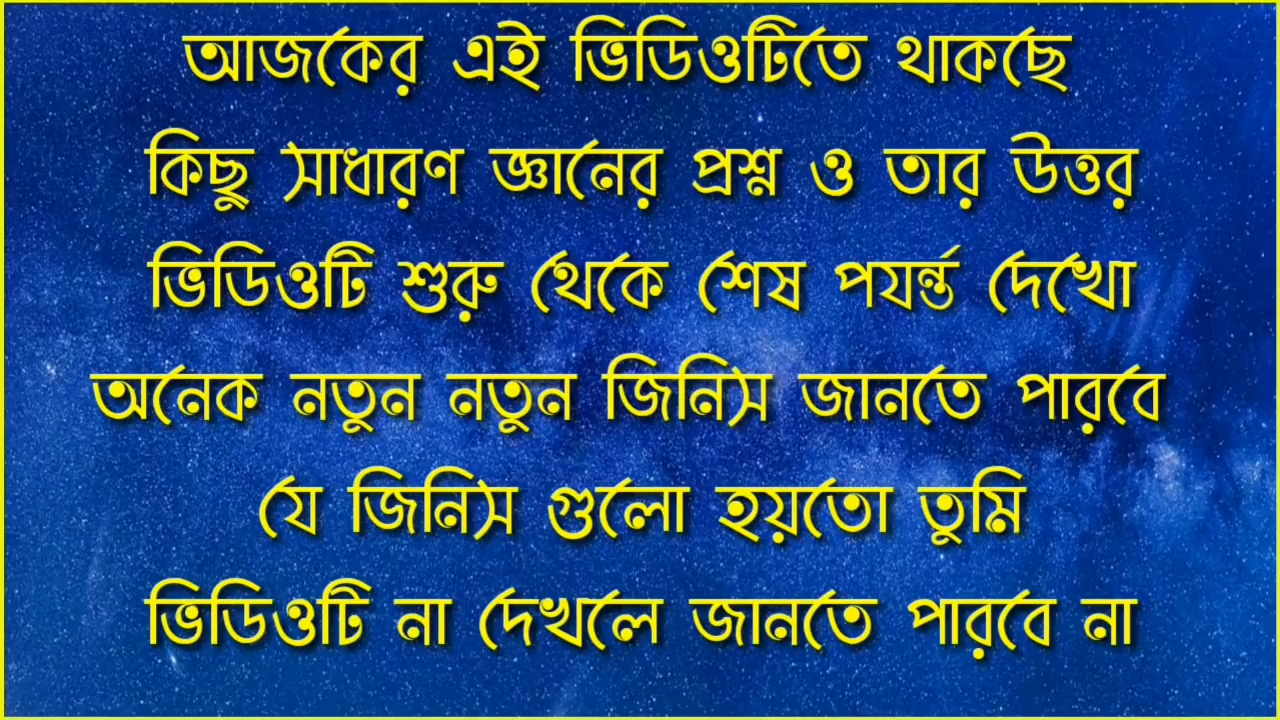 আজকের এই ভিডিওটিতে থাকছে
কিছু সাধারণ জ্ঞানের প্রশ্ন ও তার উত্তর
ভিডিওটি শুরু থেকে শেষ পযর্ন্ত দেখো
অনেক নতুন নতুন জিনিস জানতে পারবে
যে জিনিস গুলো হয়তো তুমি
ভিডিওটি না দেখলে জানতে পারবে না